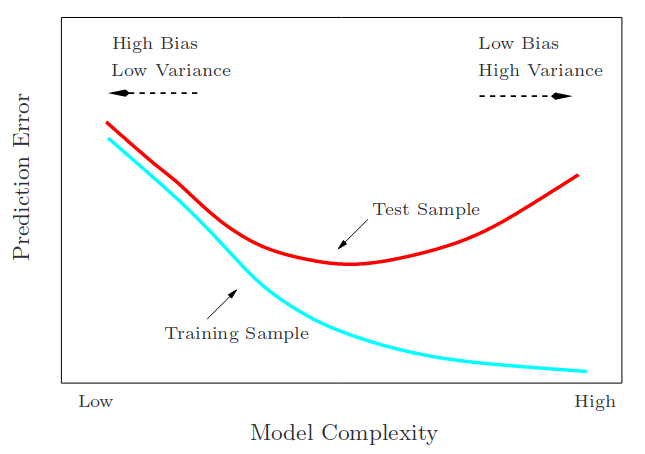 High Bias
Low Variance
Low Bias
High Variance
Prediction Error
Test Sample
Training Sample
Low
High
Model Complexity